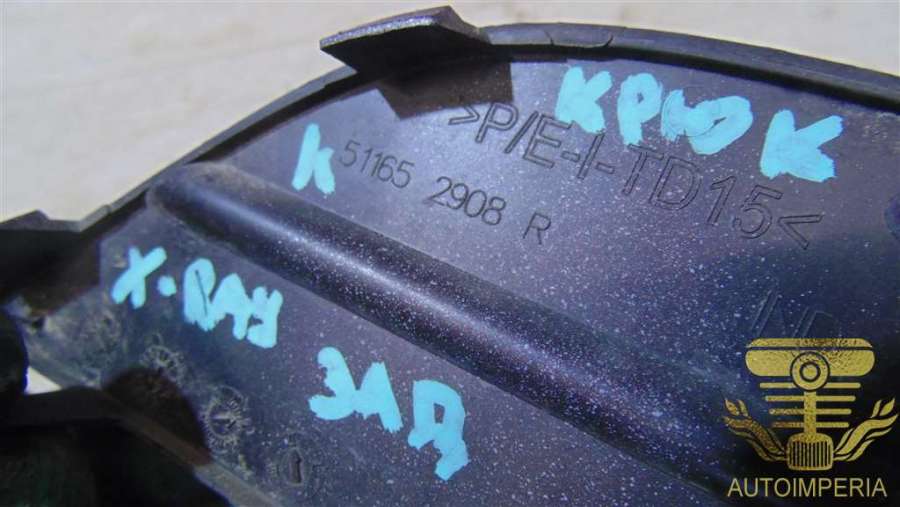 КРЮК
>P/E-I-TD15<
К
51165 2908 R
X-RAY
ЗАД
AUTOIMPERIA